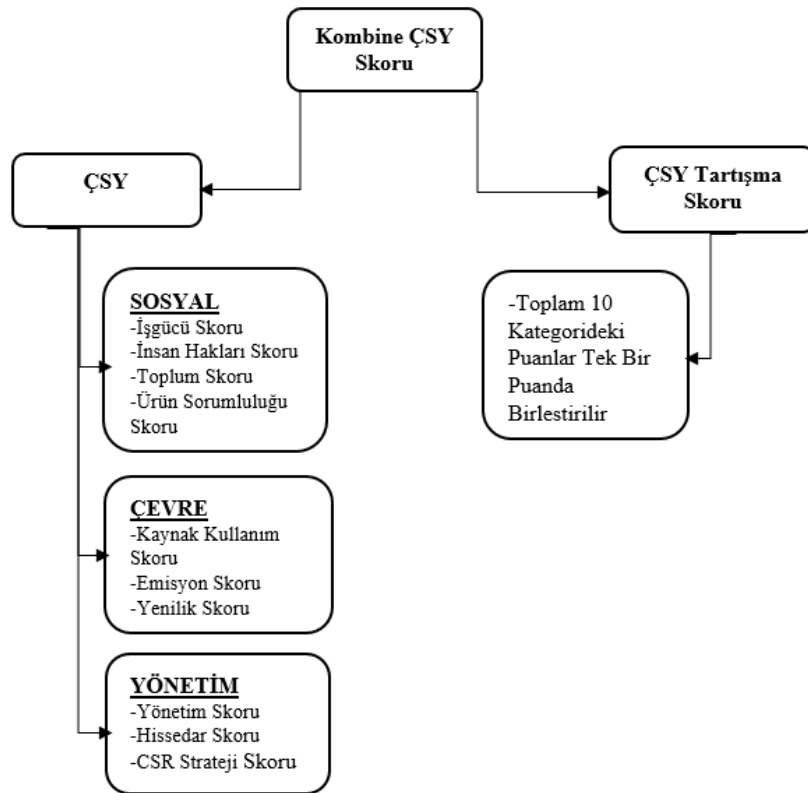 Kombine ÇSY
Skoru
ÇSY
ÇSY Tartışma
Skoru
SOSYAL
-İşgücü Skoru
-İnsan Hakları Skoru
-Toplum Skoru
-Ürün Sorumluluğu
Skoru
-Toplam 10
Kategorideki
Puanlar Tek Bir
Puanda
Birlestirilir
ÇEVRE
-Kaynak Kullanım
Skoru
-Emisyon Skoru
-Yenilik Skoru
YÖNETİM
-Yönetim Skoru
-Hissedar Skoru
-CSR Strateji Skoru